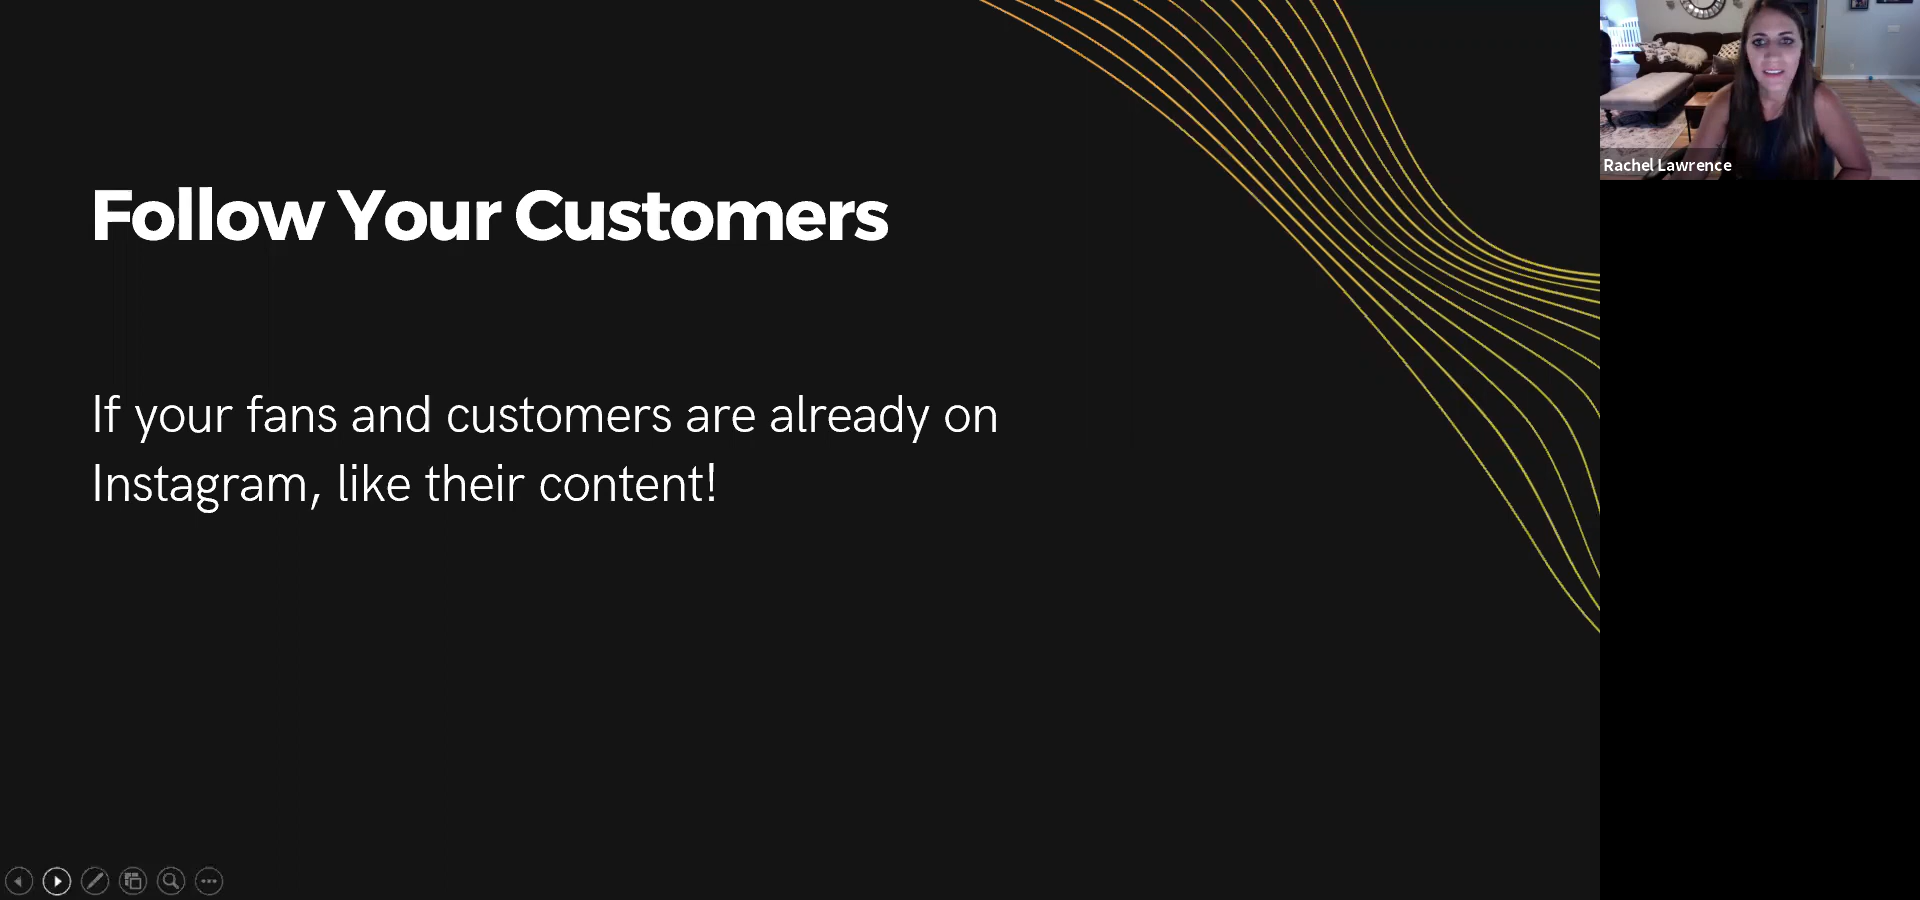 Follow Your Customers
If your fans and customers are already on
Instagram, like their content!
Rachel Lawrence